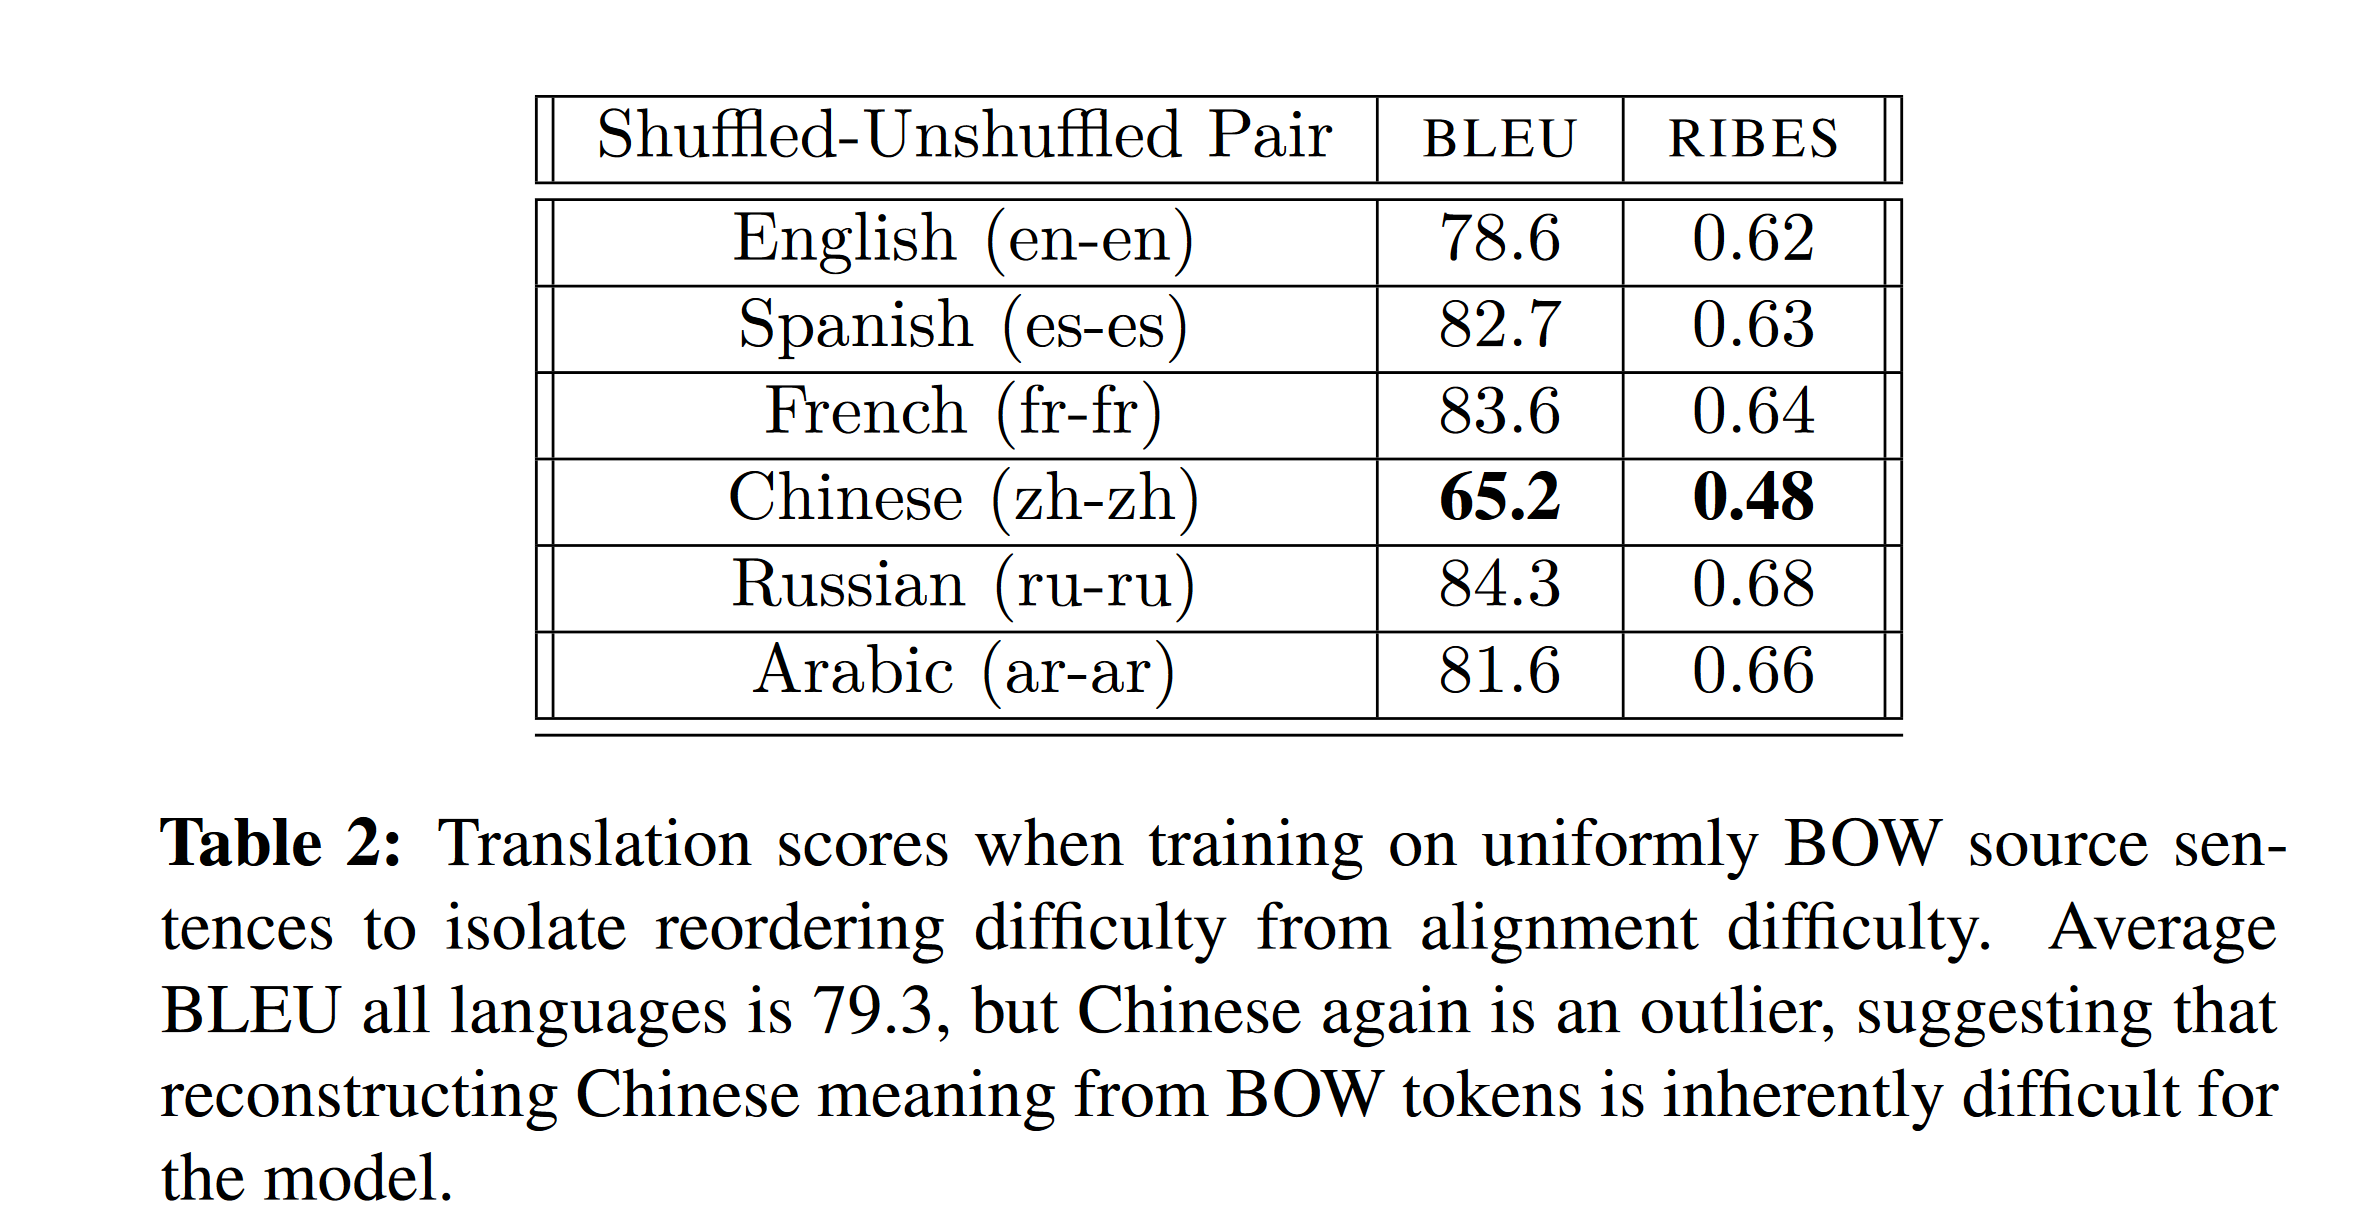 Shuffled-Unshuffled Pair BLEU RIBES
English (en-en) 78.6 0.62
Spanish (es-es) 82.7 0.63
French (fr-fr) 83.6 0.64
Chinese (zh-zh) 65.2 0.48
Russian (ru-ru) 84.3 0.68
Arabic (ar-ar) 81.6 0.66
Table 2: Translation scores when training on uniformly BOW source sen-
tences to isolate reordering difficulty from alignment difficulty. Average
BLEU all languages is 79.3, but Chinese again is an outlier, suggesting that
reconstructing Chinese meaning from BOW tokens is inherently difficult for
the model.